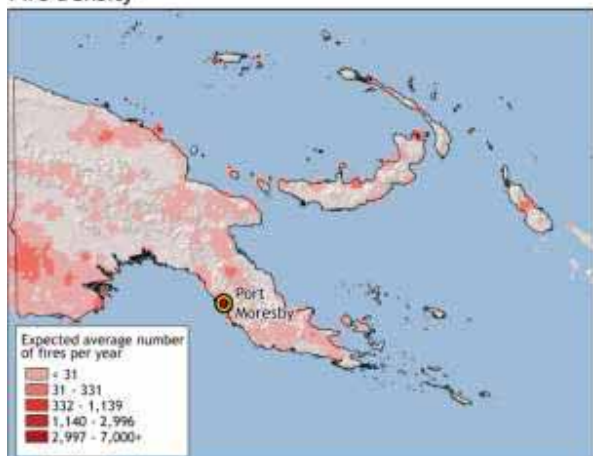 Port
Moresby
Expected average number
of fires per year
< 31
31 - 331
332 - 1,139
1,140 - 2,996
2,997 - 7,000+